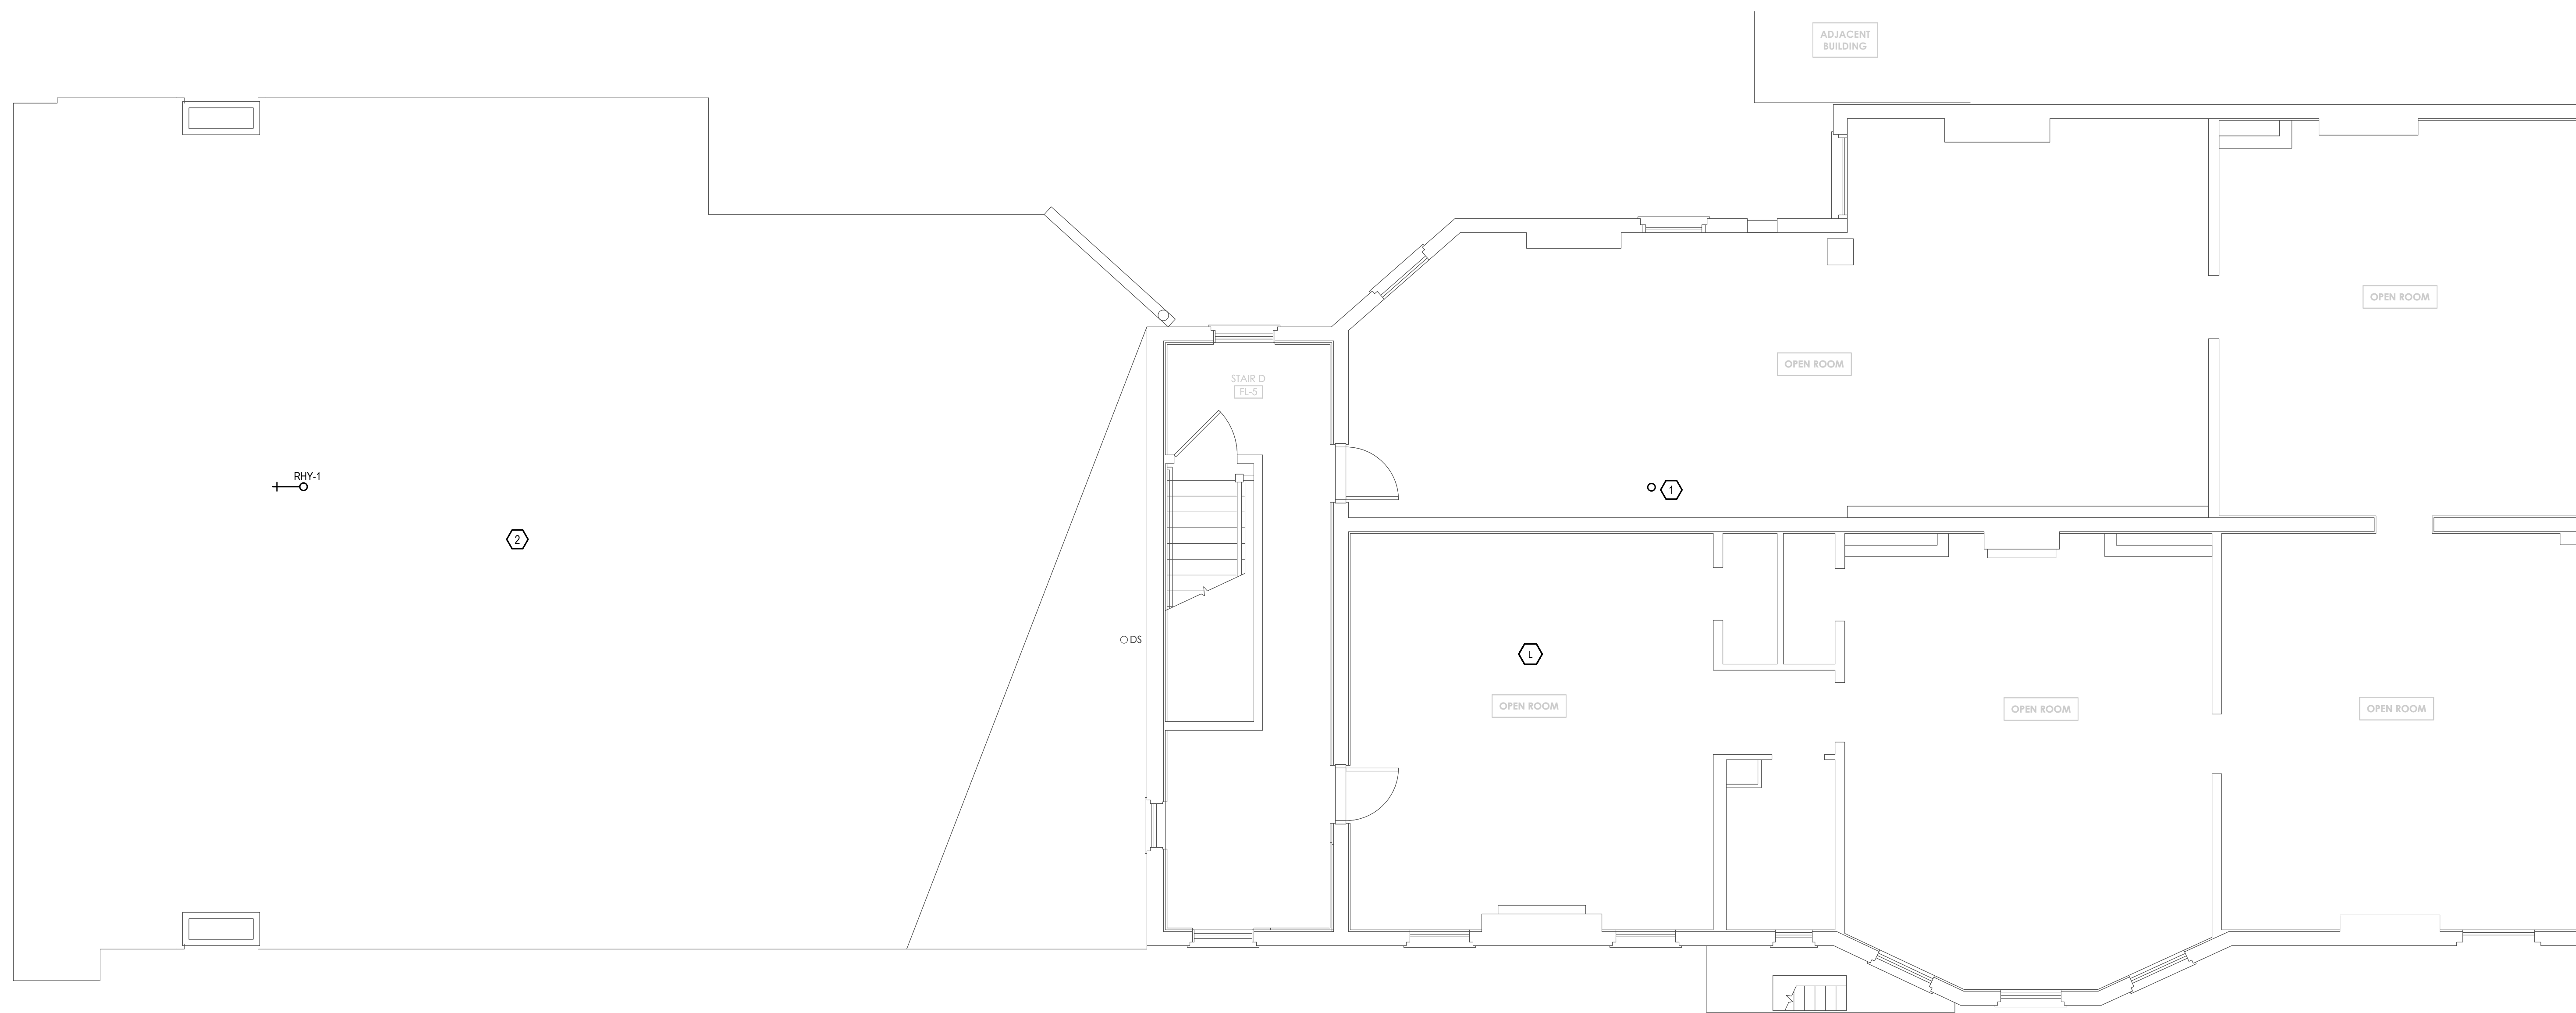 ADJACENT
BUILDING
OPEN ROOM
OPEN ROOM
STAIR D
FL-5
RHY-1
1
2
DS
L
OPEN ROOM
OPEN ROOM
OPEN ROOM